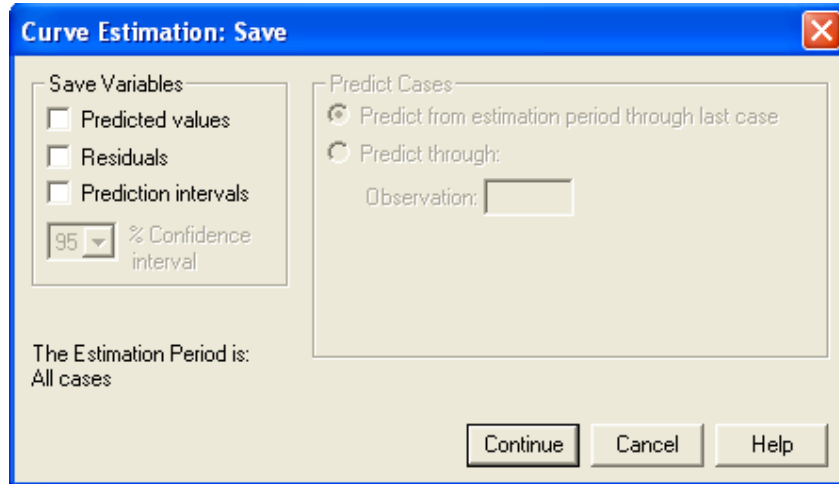 Curve Estimation: Save
Save Variables
Predicted values
Residuals
Prediction intervals
95
% Confidence
interval
The Estimation Period is:
All cases
Predict Cases
Predict from estimation period through last case
Predict through:
Observation:
Continue
Cancel
Help